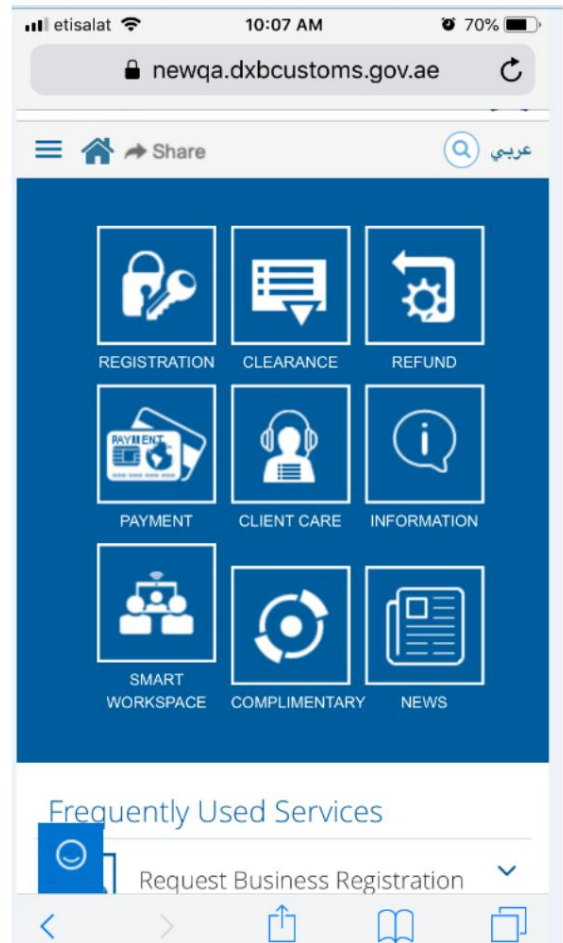 etisalat 10:07 AM 70%
newqa.dxbcustoms.gov.ae
Share عربي
REGISTRATION CLEARANCE REFUND
PAYMENT
PAYMENT CLIENT CARE INFORMATION
SMART
WORKSPACE COMPLIMENTARY NEWS
Frequently Used Services
Request Business Registration